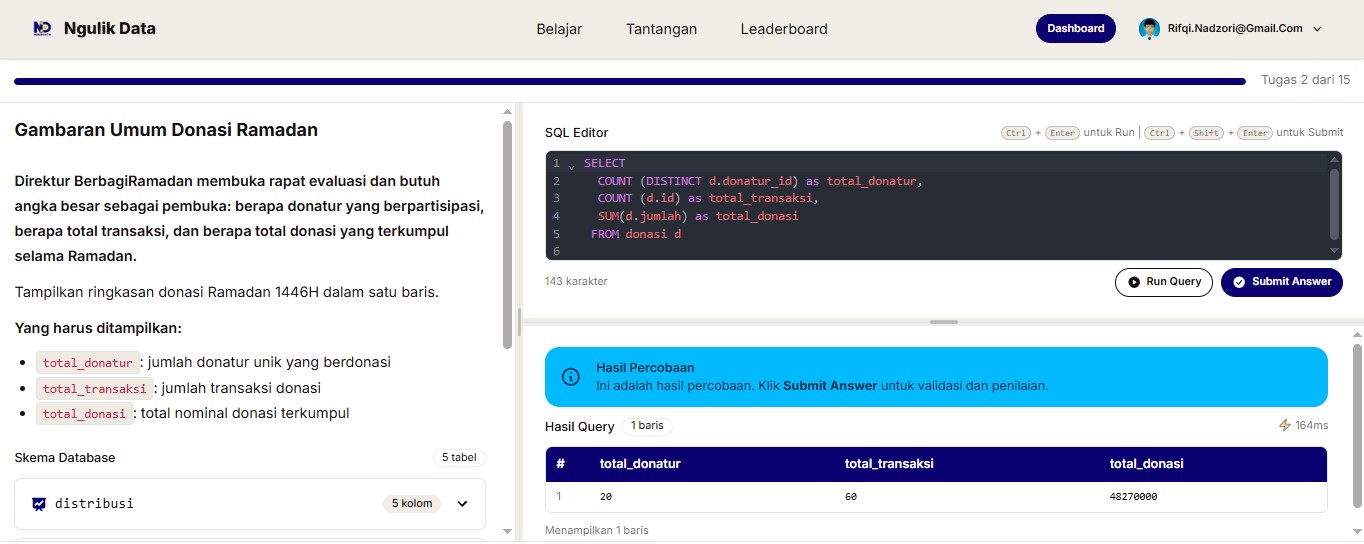 Ngulik Data
Belajar
Tantangan
Leaderboard
Dashboard
Rifqi.Nadzori@Gmail.Com
Tugas 2 dari 15
Gambaran Umum Donasi Ramadan
Direktur BerbagiRamadan membuka rapat evaluasi dan butuh
angka besar sebagai pembuka: berapa donatur yang berpartisipasi,
berapa total transaksi, dan berapa total donasi yang terkumpul
selama Ramadan.
Tampilkan ringkasan donasi Ramadan 1446H dalam satu baris.
Yang harus ditampilkan:
total_donatur : jumlah donatur unik yang berdonasi
total_transaksi : jumlah transaksi donasi
total_donasi : total nominal donasi terkumpul
Skema Database
5 tabel
distribusi
5 kolom
SQL Editor
Ctrl + Enter untuk Run | Ctrl + Shift + Enter untuk Submit
1 SELECT
2 COUNT (DISTINCT d.donatur_id) as total_donatur,
3 COUNT (d.id) as total_transaksi,
4 SUM(d.jumlah) as total_donasi
5 FROM donasi d
6
143 karakter
Run Query
Submit Answer
Hasil Percobaan
Ini adalah hasil percobaan. Klik Submit Answer untuk validasi dan penilaian.
Hasil Query
1 baris
164ms
# total_donatur total_transaksi total_donasi
1 20 60 48270000
Menampilkan 1 baris